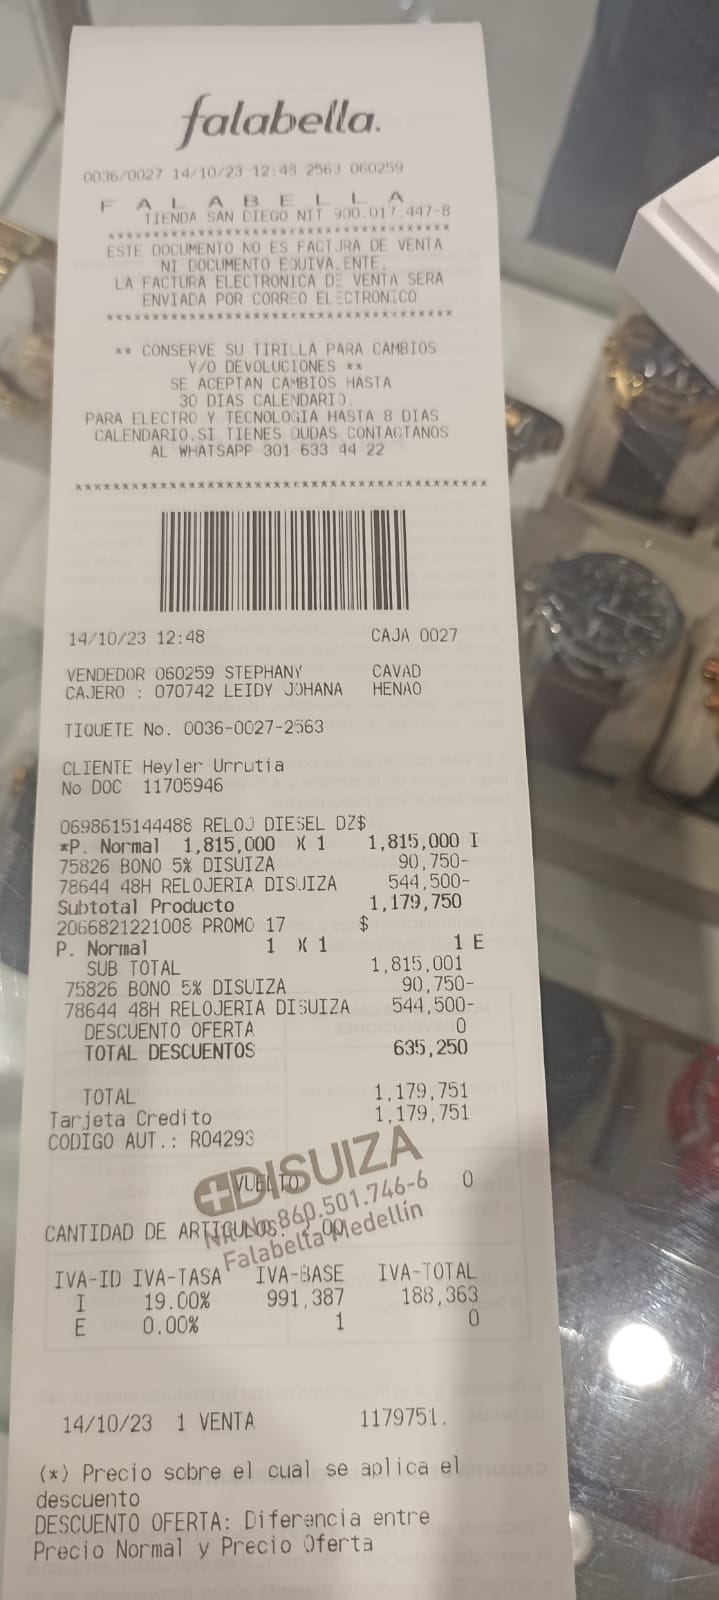 falabella.
0036/0027 14/10/23 12:48 2563 060259
F A L A B E L L A
TIENDA SAN DIEGO NIT 900.017.447-8
****************************************
ESTE DOCUMENTO NO ES FACTURA DE VENTA
NI DOCUMENTO EQUIVALENTE,
LA FACTURA ELECTRONICA DE VENTA SERA
ENVIADA POR CORREO ELECTRONICO
****************************************
** CONSERVE SU TIRILLA PARA CAMBIOS
Y/O DEVOLUCIONES **
SE ACEPTAN CAMBIOS HASTA
30 DIAS CALENDARIO.
PARA ELECTRO Y TECNOLOGIA HASTA 8 DIAS
CALENDARIO.SI TIENES DUDAS CONTACTANOS
AL WHATSAPP 301 633 44 22
****************************************
14/10/23 12:48 CAJA 0027
VENDEDOR 060259 STEPHANY CAVAD
CAJERO : 070742 LEIDY JOHANA HENAO
TIQUETE No. 0036-0027-2563
CLIENTE Heyler Urrutia
No DOC 11705946
0698615144488 RELOJ DIESEL DZ$
*P. Normal 1,815,000 X 1 1,815,000 I
75826 BONO 5% DISUIZA 90,750-
78644 48H RELOJERIA DISUIZA 544,500-
Subtotal Producto 1,179,750
2066821221008 PROMO 17 $
P. Normal 1 X 1 1 E
SUB TOTAL 1,815,001
75826 BONO 5% DISUIZA 90,750-
78644 48H RELOJERIA DISUIZA 544,500-
DESCUENTO OFERTA 0
TOTAL DESCUENTOS 635,250
TOTAL 1,179,751
Tarjeta Credito 1,179,751
CODIGO AUT.: R04293
DISUIZA
VUELTO 0
Nit. No. 860.501.746-6
CANTIDAD DE ARTICULOS: 2,00
Falabella Medellín
IVA-ID IVA-TASA IVA-BASE IVA-TOTAL
I 19.00% 991,387 188,363
E 0.00% 1 0
14/10/23 1 VENTA 1179751.
(*) Precio sobre el cual se aplica el
descuento
DESCUENTO OFERTA: Diferencia entre
Precio Normal y Precio Oferta